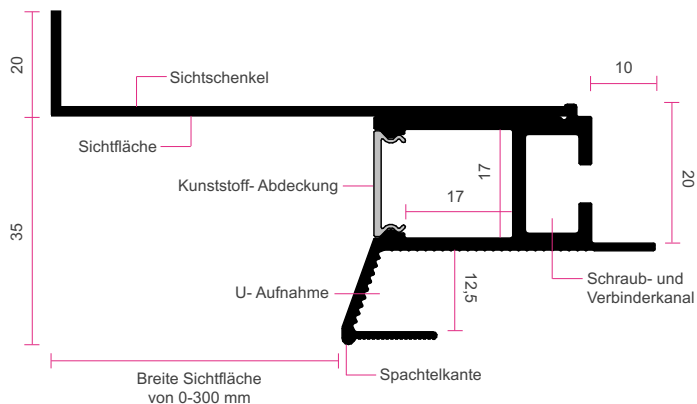 20
10
Sichtschenkel
Sichtfläche
Kunststoff- Abdeckung
17
17
20
35
U- Aufnahme
12,5
Schraub- und
Verbinderkanal
Breite Sichtfläche
von 0-300 mm
Spachtelkante